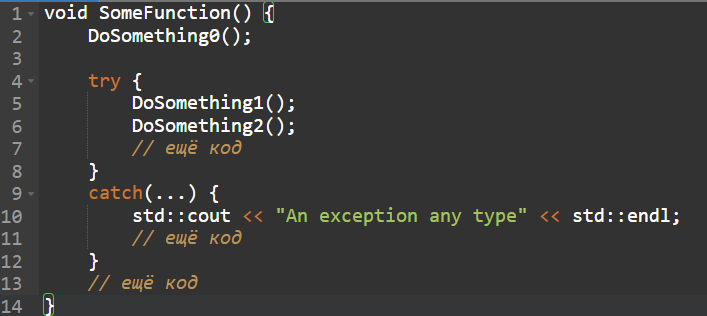 1 void SomeFunction() {
2 DoSomething0();
3
4 try {
5 DoSomething1();
6 DoSomething2();
7 // ещё код
8 }
9 catch(...) {
10 std::cout << "An exception any type" << std::endl;
11 // ещё код
12 }
13 // ещё код
14 }